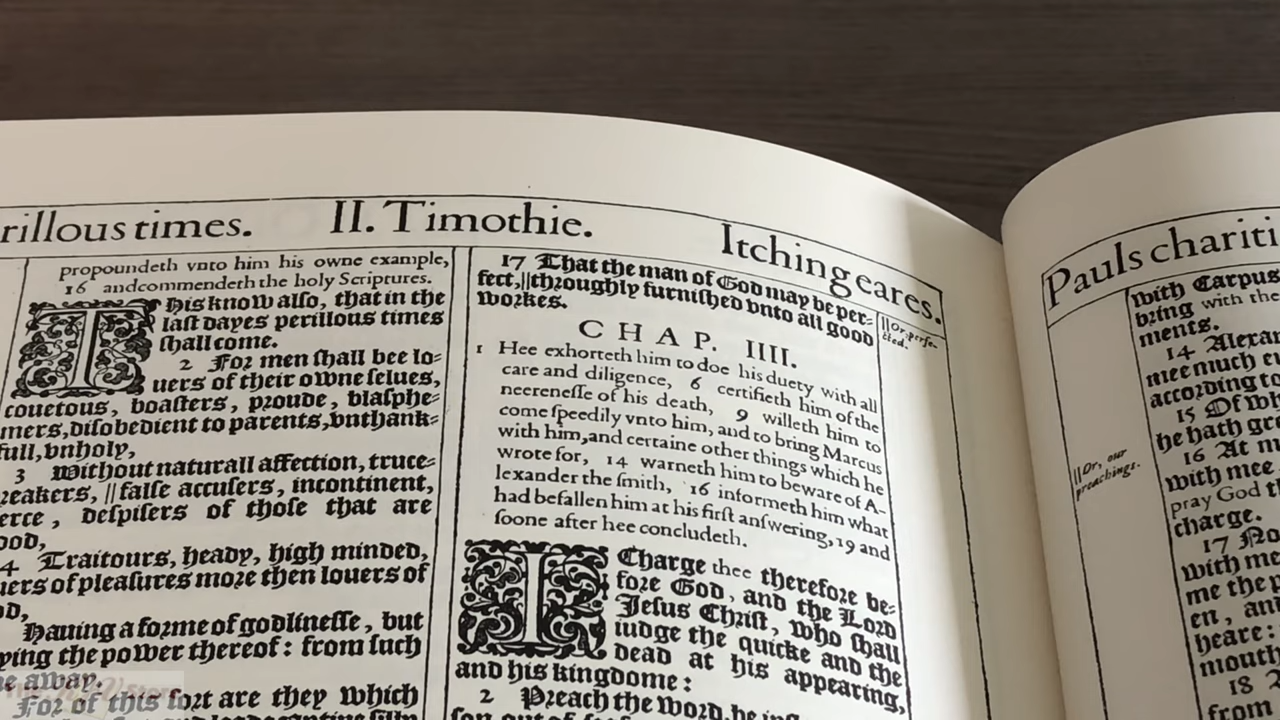 rillous times.
II. Timothie.
Itching eares.
propoundeth vnto him his owne example,
16 andcommendeth the holy Scriptures.
This know also, that in the
last dayes perillous times
shall come.
2 For men shall bee lo-
uers of their owne selues,
couetous, boasters, proude, blasphe-
mers, disobedient to parents, vnthank-
full, vnholy,
3 Without naturall affection, truce-
reakers, ||false accusers, incontinent,
erce, despisers of those that are
ood,
4 Traitours, heady, high minded,
uers of pleasures more then louers of
od,
Hauing a forme of godlinesse, but
ying the power thereof: from such
e away.
For of this sort are they which
17 That the man of God may be per-
fect, ||throughly furnished vnto all good
workes.
||Or, perfe-
cted.
CHAP. IIII.
1 Hee exhorteth him to doe his duety with all
care and diligence, 6 certifieth him of the
neerenesse of his death, 9 willeth him to
come speedily vnto him, and to bring Marcus
with him, and certaine other things which he
wrote for, 14 warneth him to beware of A-
lexander the smith, 16 informeth him what
had befallen him at his first answering, 19 and
soone after hee concludeth.
I Charge thee therefore be-
fore God, and the Lord
Jesus Christ, who shall
iudge the quicke and the
dead at his appearing,
and his kingdome:
2 Preach the word, be
Pauls chariti
with Carpus
bring with the
ments.
14 Alexan
mee much eu
according to
15 Of wh
he hath gre
16 At m
with mee
pray God t
charge.
||Or, our
preachings.
17 No
with me
me the p
en, an
heare:
mouth
18
from